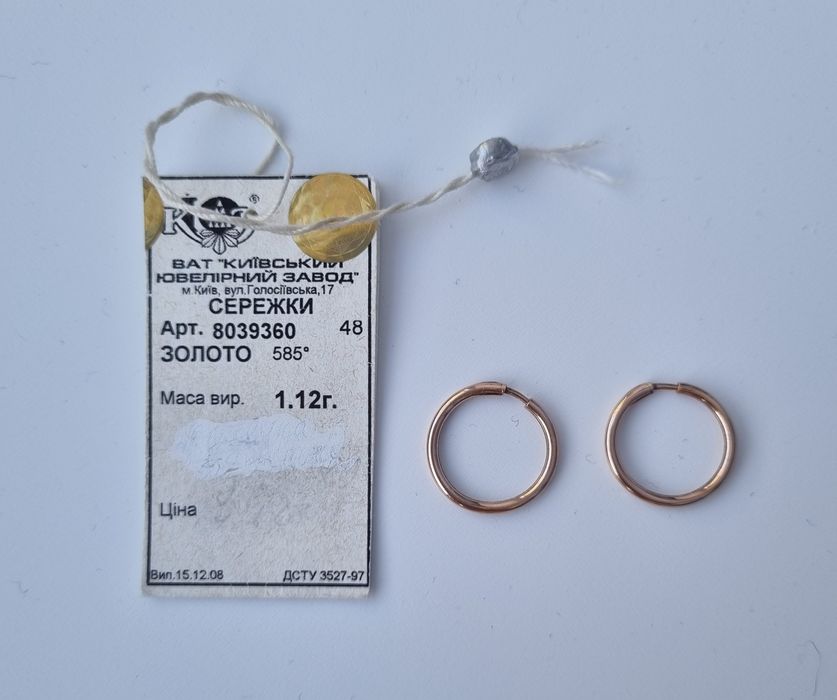 ®
ВАТ "КИЇВСЬКИЙ
ЮВЕЛІРНИЙ ЗАВОД"
м.Київ, вул.Голосіївська,17
СЕРЕЖКИ
Арт. 8039360 48
ЗОЛОТО 585°
Маса вир. 1.12г.
Ціна
Вип.15.12.08 ДСТУ 3527-97